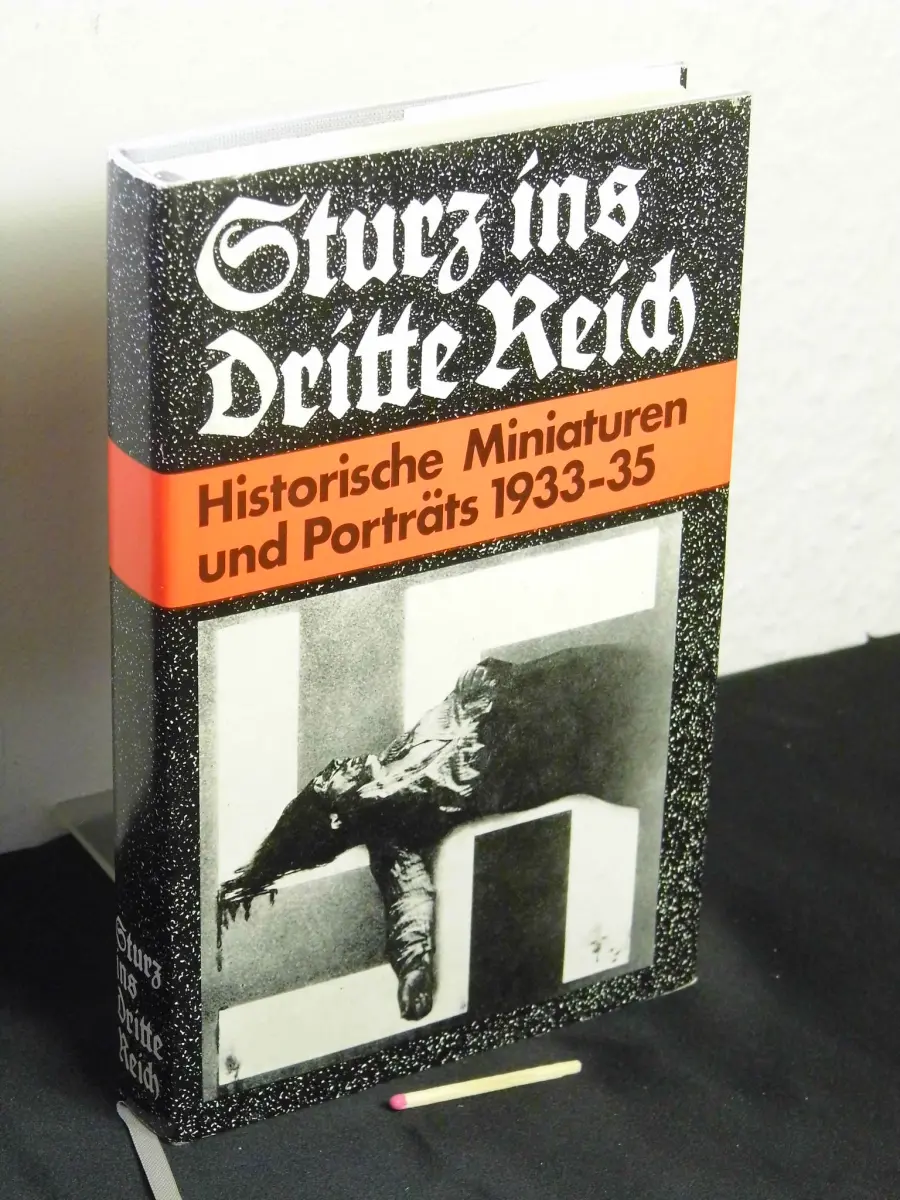 Sturz ins
Dritte Reich
Historische Miniaturen
und Porträts 1933-35
Sturz
ins
Dritte
Reich